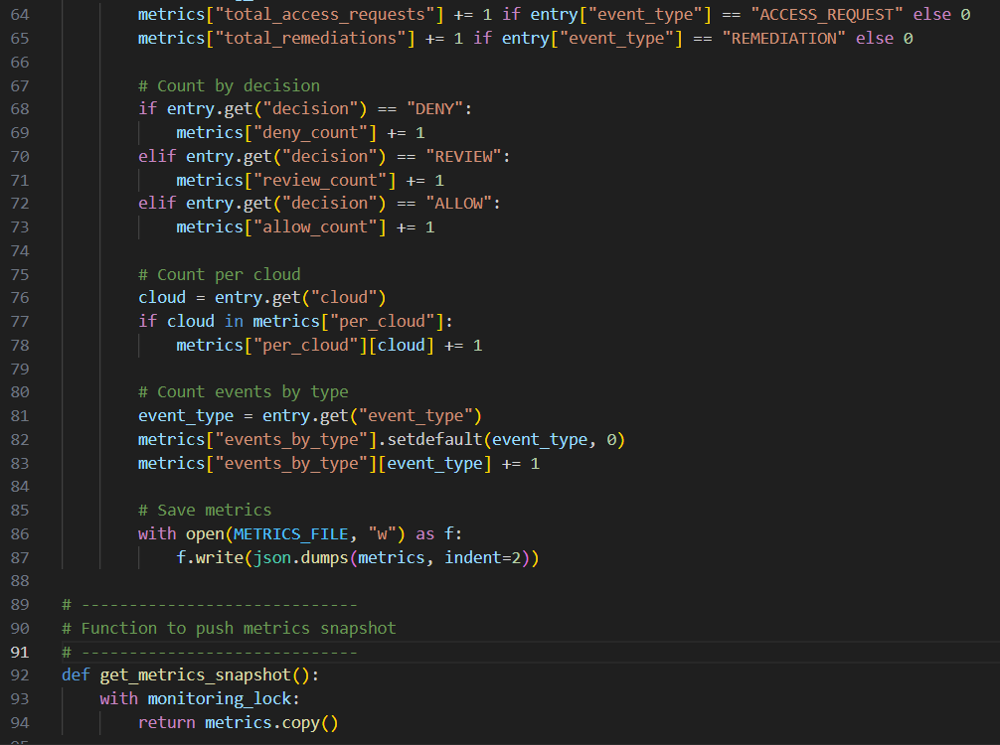 64 metrics["total_access_requests"] += 1 if entry["event_type"] == "ACCESS_REQUEST" else 0
65 metrics["total_remediations"] += 1 if entry["event_type"] == "REMEDIATION" else 0
66
67 # Count by decision
68 if entry.get("decision") == "DENY":
69 metrics["deny_count"] += 1
70 elif entry.get("decision") == "REVIEW":
71 metrics["review_count"] += 1
72 elif entry.get("decision") == "ALLOW":
73 metrics["allow_count"] += 1
74
75 # Count per cloud
76 cloud = entry.get("cloud")
77 if cloud in metrics["per_cloud"]:
78 metrics["per_cloud"][cloud] += 1
79
80 # Count events by type
81 event_type = entry.get("event_type")
82 metrics["events_by_type"].setdefault(event_type, 0)
83 metrics["events_by_type"][event_type] += 1
84
85 # Save metrics
86 with open(METRICS_FILE, "w") as f:
87 f.write(json.dumps(metrics, indent=2))
88
89 # -----------------------------
90 # Function to push metrics snapshot
91 # -----------------------------
92 def get_metrics_snapshot():
93 with monitoring_lock:
94 return metrics.copy()